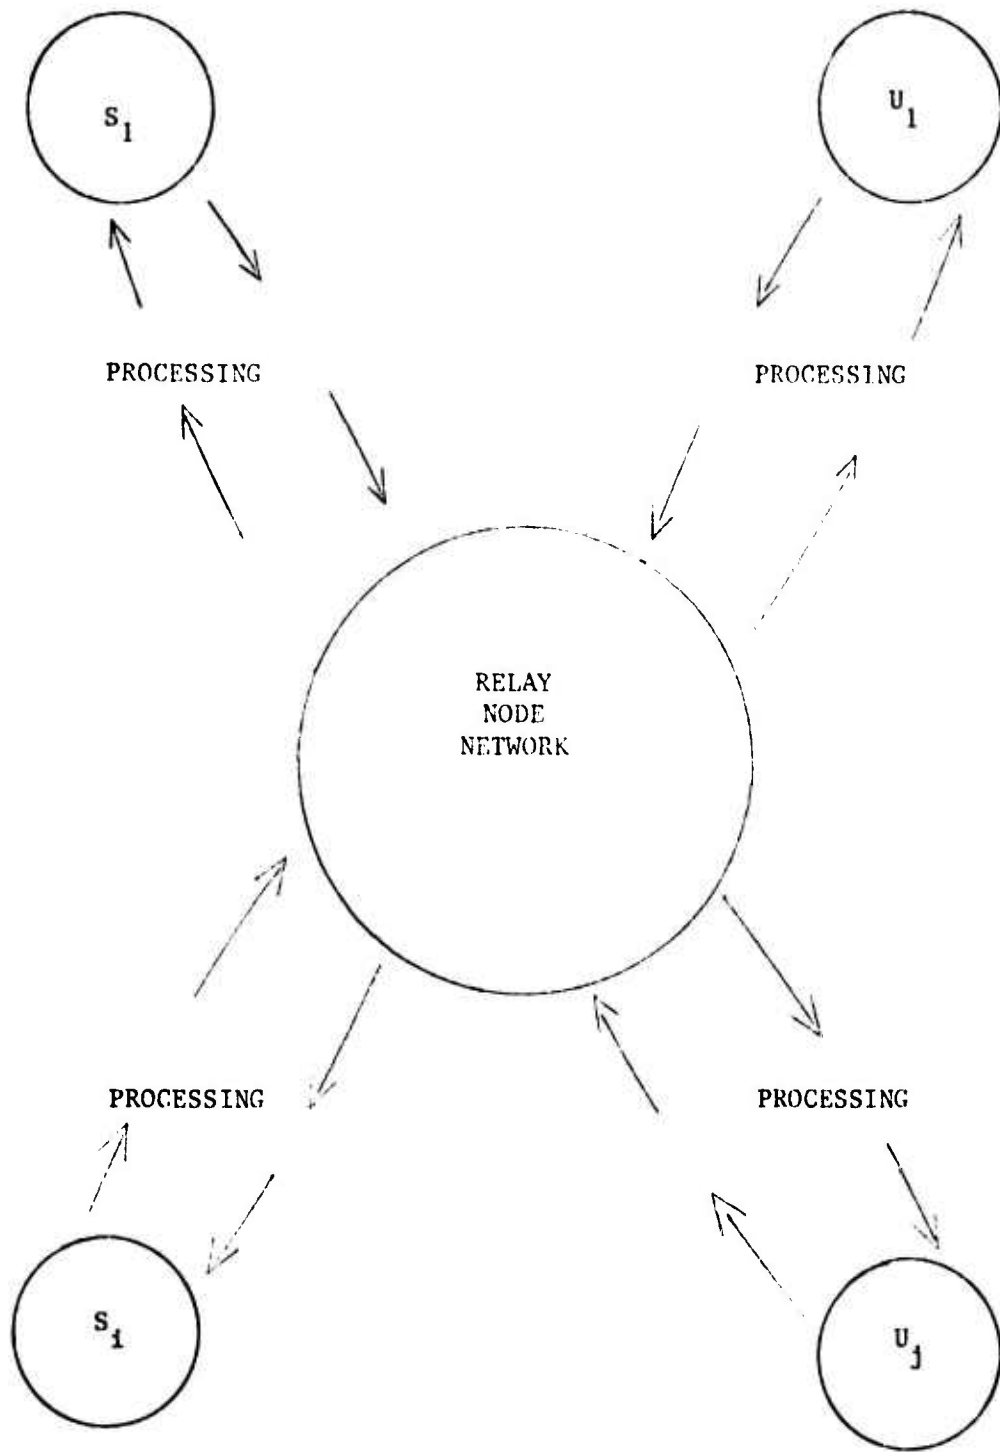 S1
U1
PROCESSING
PROCESSING
RELAY
NODE
NETWORK
PROCESSING
PROCESSING
Si
Uj